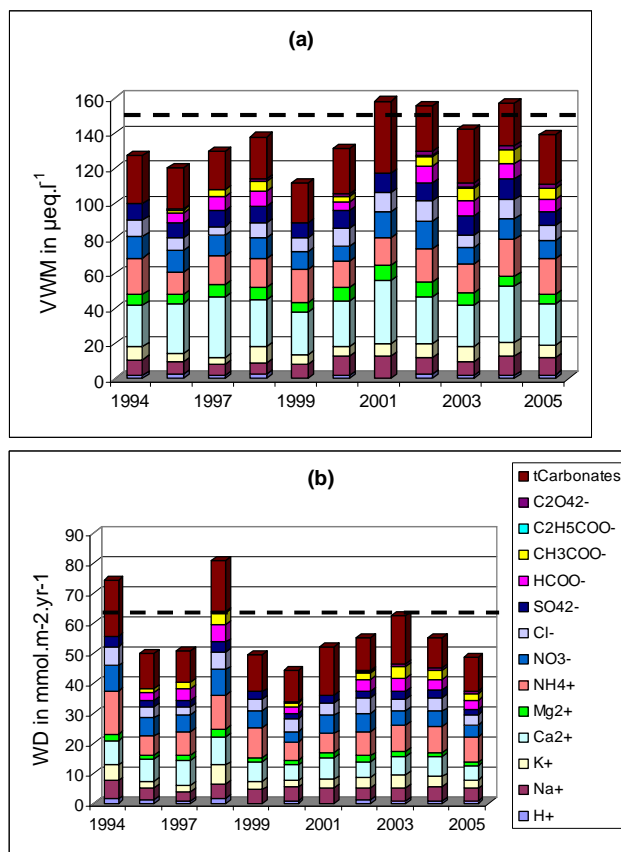 (a)
VWM in µeq.l-1
160
140
120
100
80
60
40
20
0
1994 1997 1999 2001 2003 2005
(b)
WD in mmol.m-2.yr-1
90
80
70
60
50
40
30
20
10
0
1994 1997 1999 2001 2003 2005
tCarbonates
C2O42-
C2H5COO-
CH3COO-
HCOO-
SO42-
Cl-
NO3-
NH4+
Mg2+
Ca2+
K+
Na+
H+